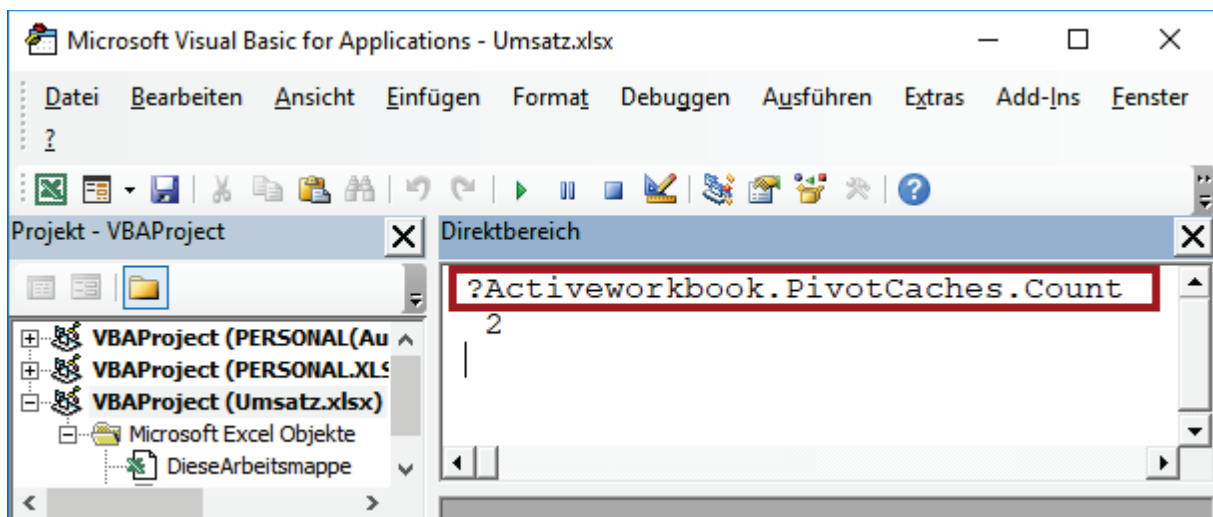 Microsoft Visual Basic for Applications - Umsatz.xlsx
Datei Bearbeiten Ansicht Einfügen Format Debuggen Ausführen Extras Add-Ins Fenster
?
Projekt - VBAProject
Direktbereich
VBAProject (PERSONAL(Au
VBAProject (PERSONAL.XLS
VBAProject (Umsatz.xlsx)
Microsoft Excel Objekte
DieseArbeitsmappe
?Activeworkbook.PivotCaches.Count
2